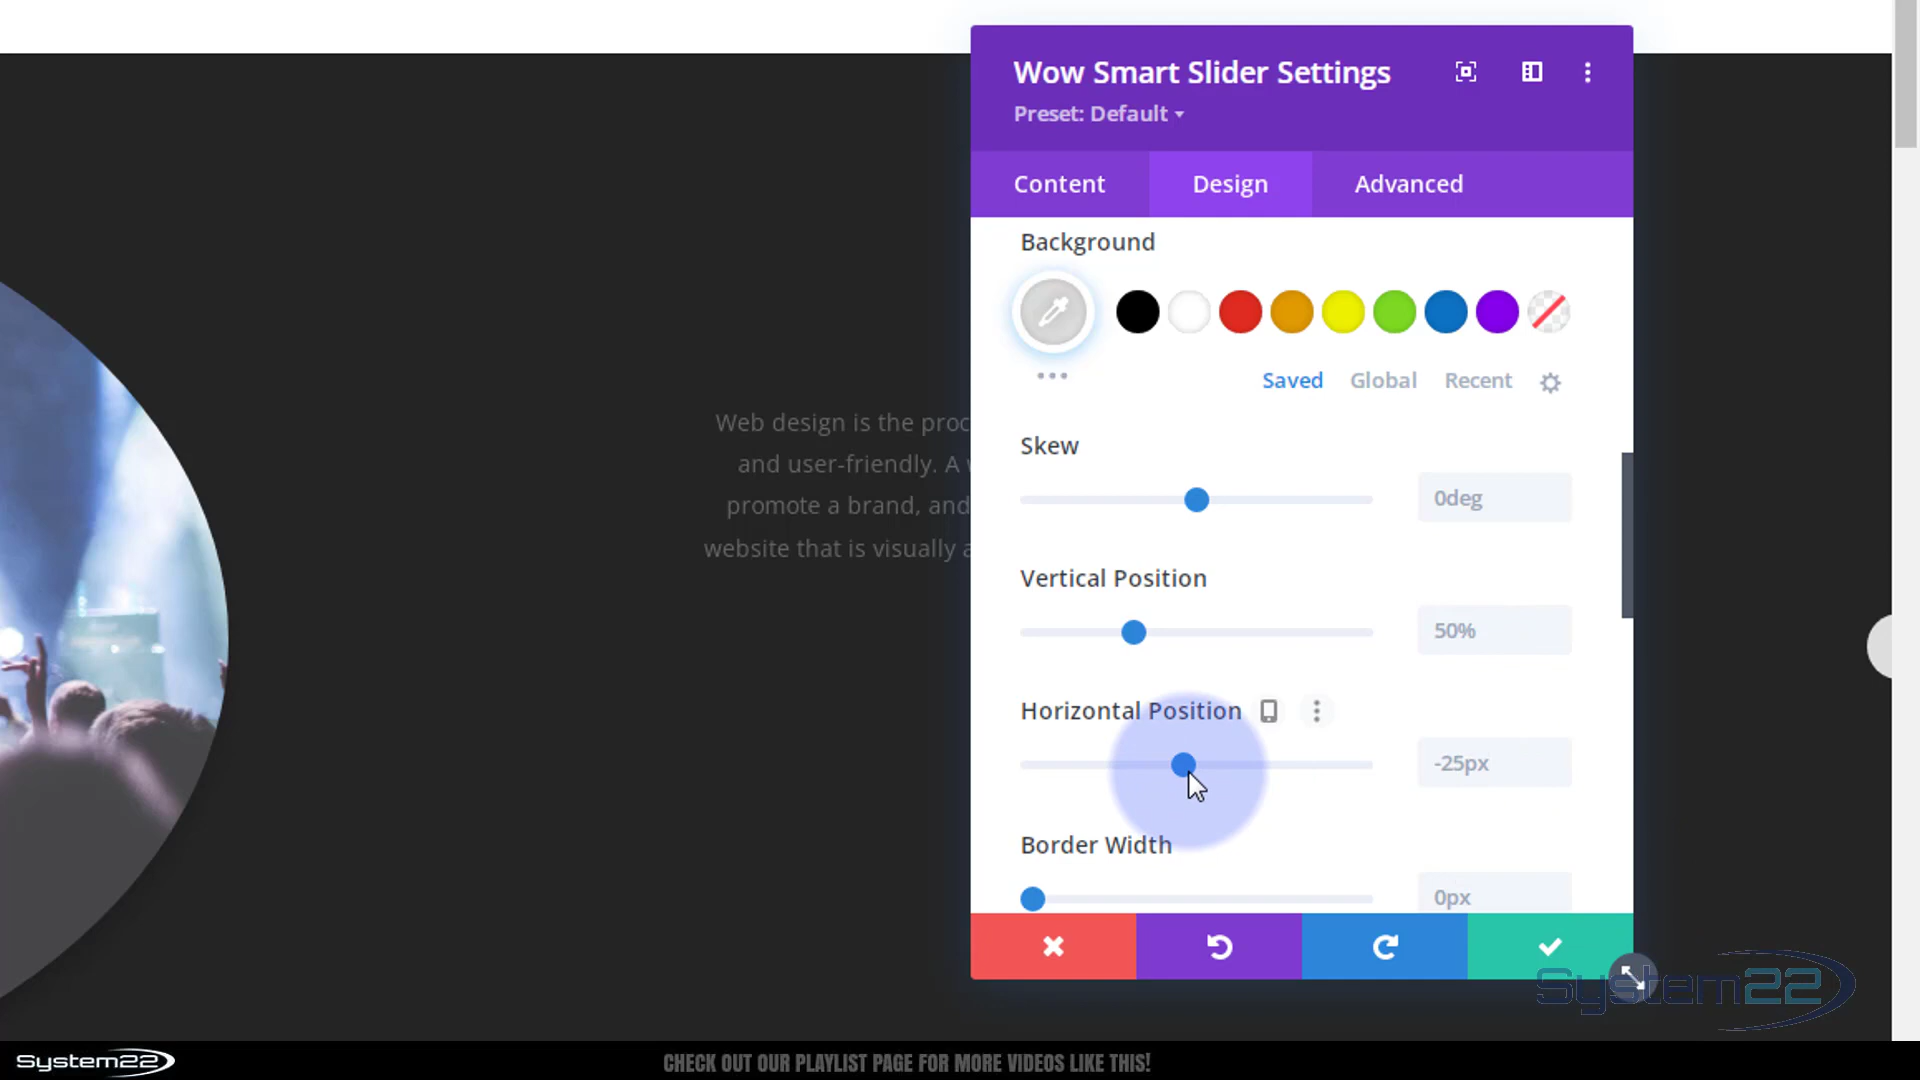 Wow Smart Slider Settings
Preset: Default
Content
Design
Advanced
Background
Saved
Global
Recent
Skew
0deg
Vertical Position
50%
Horizontal Position
-25px
Border Width
0px
Web design is the proc
and user-friendly. A
promote a brand, and
website that is visually a
System22
System22
CHECK OUT OUR PLAYLIST PAGE FOR MORE VIDEOS LIKE THIS!